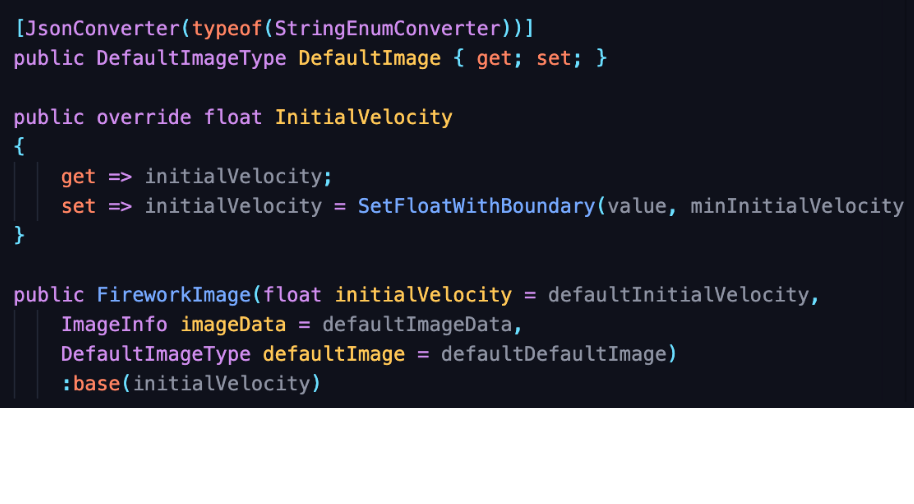 [JsonConverter(typeof(StringEnumConverter))]
public DefaultImageType DefaultImage { get; set; }
public override float InitialVelocity
{
get => initialVelocity;
set => initialVelocity = SetFloatWithBoundary(value, minInitialVelocity
}
public FireworkImage(float initialVelocity = defaultInitialVelocity,
ImageInfo imageData = defaultImageData,
DefaultImageType defaultImage = defaultDefaultImage)
:base(initialVelocity)